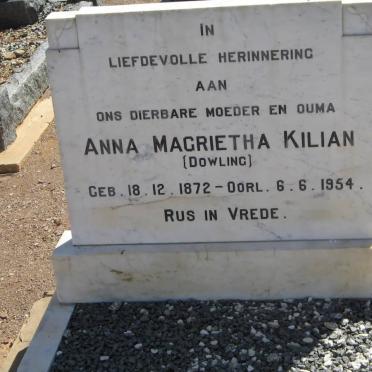 IN
LIEFDEVOLLE HERINNERING
AAN
ONS DIERBARE MOEDER EN OUMA
ANNA MAGRIETHA KILIAN
(DOWLING)
GEB. 18. 12. 1872 – OORL. 6. 6. 1954.
RUS IN VREDE.